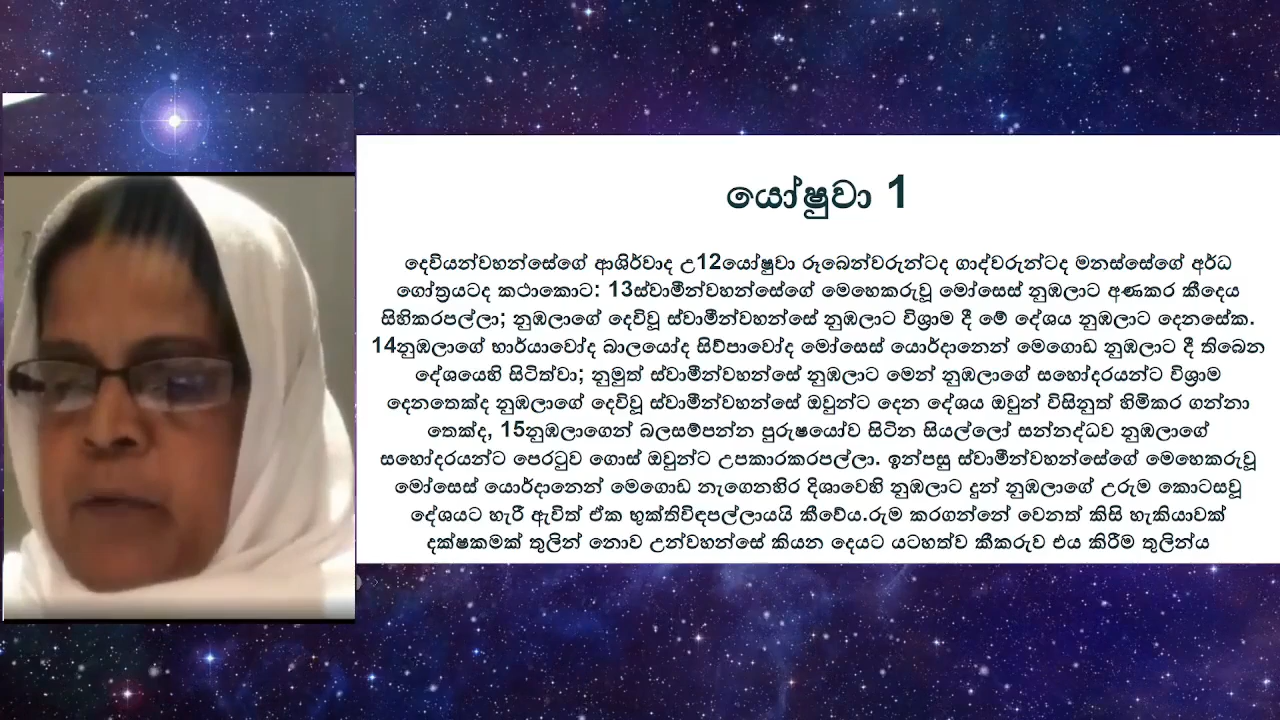 යෝෂුවා 1
දෙවියන්වහන්සේගේ ආශිර්වාද උ12යෝෂුවා රූබෙන්වරුන්ටද ගාද්වරුන්ටද මනස්සේගේ අර්ධ
ගෝත්‍රයටද කථාකොට: 13ස්වාමීන්වහන්සේගේ මෙහෙකරුවූ මෝසෙස් නුඹලාට අණකර කීදෙය
සිහිකරපල්ලා; නුඹලාගේ දෙවිවූ ස්වාමීන්වහන්සේ නුඹලාට විශ්‍රාම දී මේ දේශය නුඹලාට දෙනසේක.
14නුඹලාගේ භාර්යාවෝද බාලයෝද සිව්පාවෝද මෝසෙස් යොර්දානෙන් මෙගොඩ නුඹලාට දී තිබෙන
දේශයෙහි සිටිත්වා; නුමුත් ස්වාමීන්වහන්සේ නුඹලාට මෙන් නුඹලාගේ සහෝදරයන්ට විශ්‍රාම
දෙනතෙක්ද නුඹලාගේ දෙවිවූ ස්වාමීන්වහන්සේ ඔවුන්ට දෙන දේශය ඔවුන් විසිනුත් හිමිකර ගන්නා
තෙක්ද, 15නුඹලාගෙන් බලසම්පන්න පුරුෂයෝව සිටින සියල්ලෝ සන්නද්ධව නුඹලාගේ
සහෝදරයන්ට පෙරටුව ගොස් ඔවුන්ට උපකාරකරපල්ලා. ඉන්පසු ස්වාමීන්වහන්සේගේ මෙහෙකරුවූ
මෝසෙස් යොර්දානෙන් මෙගොඩ නැගෙනහිර දිශාවෙහි නුඹලාට දුන් නුඹලාගේ උරුම කොටසවූ
දේශයට හැරී ඇවිත් ඒක භුක්තිවිඳපල්ලායයි කීවේය.රුම කරගන්නේ වෙනත් කිසි හැකියාවක්
දක්ෂකමක් තුලින් නොව උන්වහන්සේ කියන දෙයට යටහත්ව කීකරුව එය කිරීම තුලින්ය